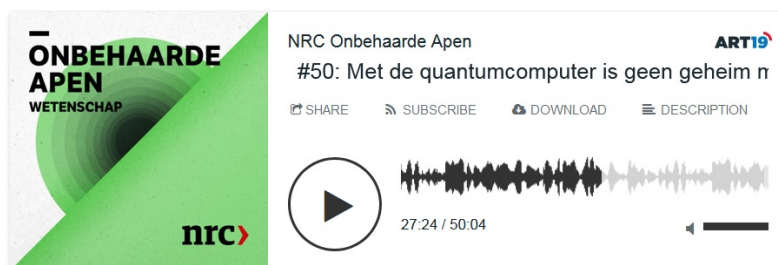 ONBEHAARDE
APEN
WETENSCHAP
nrc>
NRC Onbehaarde Apen
ART19
#50: Met de quantumcomputer is geen geheim m
SHARE SUBSCRIBE DOWNLOAD DESCRIPTION
27:24 / 50:04